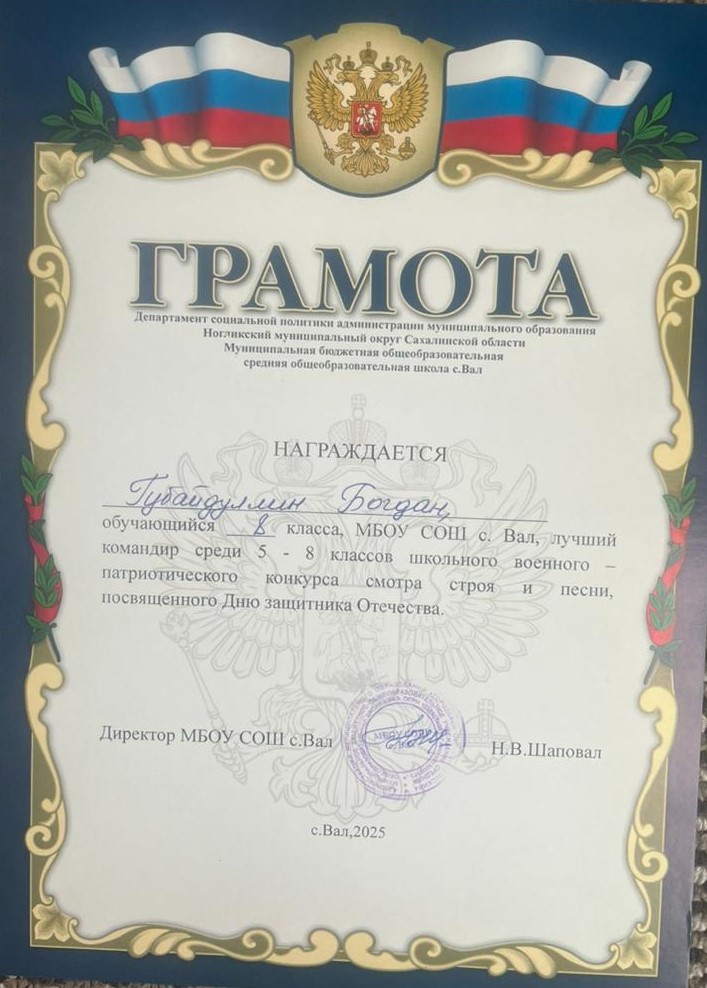 ГРАМОТА
Департамент социальной политики администрации муниципального образования
Ногликский муниципальный округ Сахалинской области
Муниципальная бюджетная общеобразовательная
средняя общеобразовательная школа с.Вал
НАГРАЖДАЕТСЯ
Губайдуллин Богдан,
обучающийся 8 класса, МБОУ СОШ с. Вал, лучший
командир среди 5 - 8 классов школьного военного –
патриотического конкурса смотра строя и песни,
посвященного Дню защитника Отечества.
Директор МБОУ СОШ с.Вал Н.В.Шаповал
с.Вал,2025